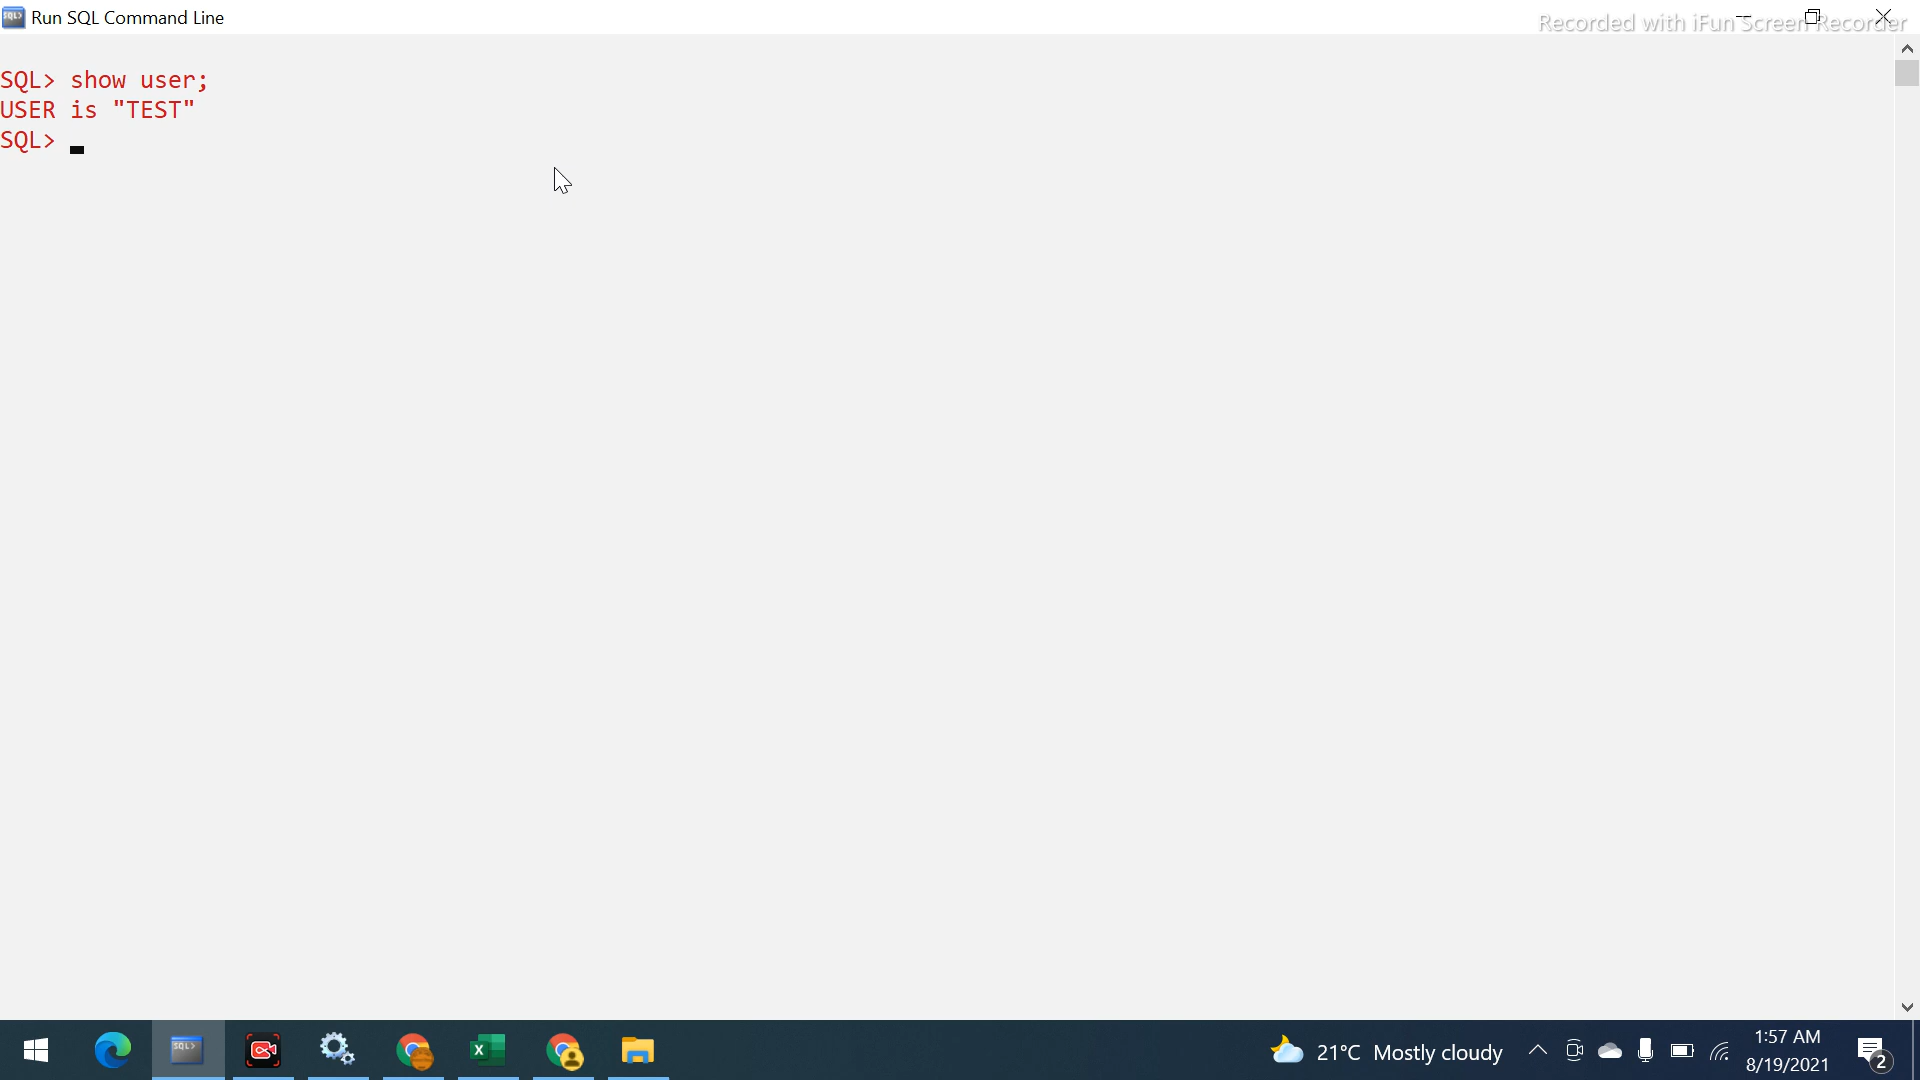 Run SQL Command Line
Recorded with iFun Screen Recorder
SQL> show user;
USER is "TEST"
SQL>
21°C Mostly cloudy
1:57 AM
8/19/2021
2